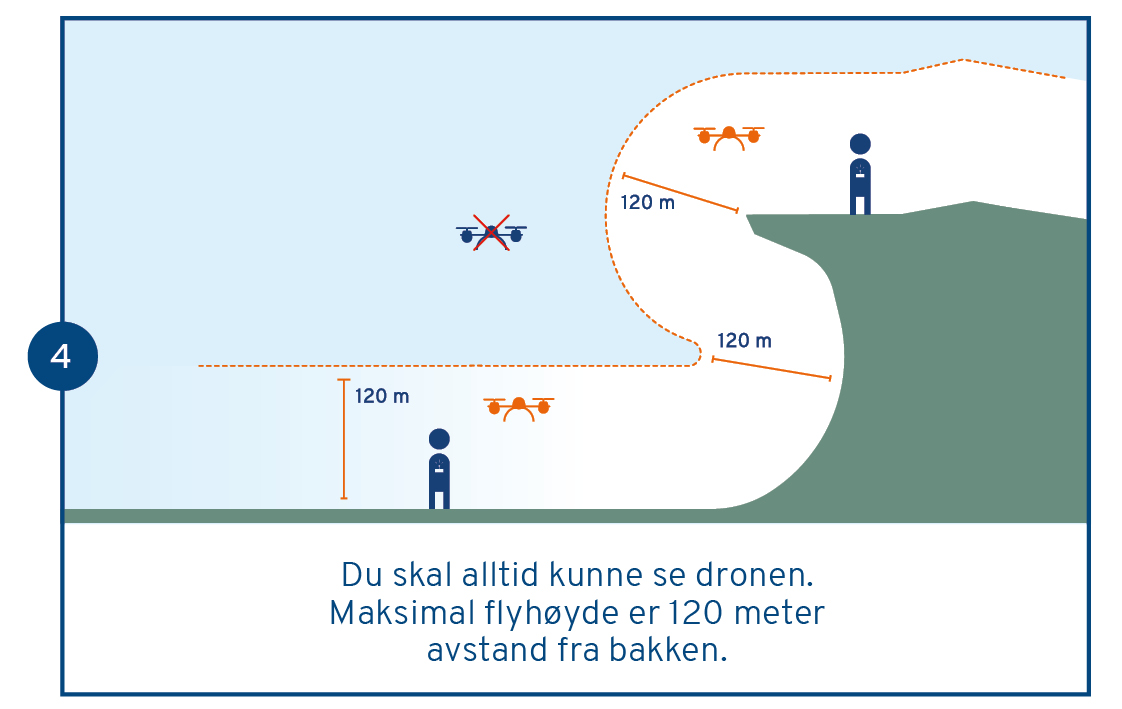 120 m
120 m
4
120 m
Du skal alltid kunne se dronen.
Maksimal flyhøyde er 120 meter
avstand fra bakken.